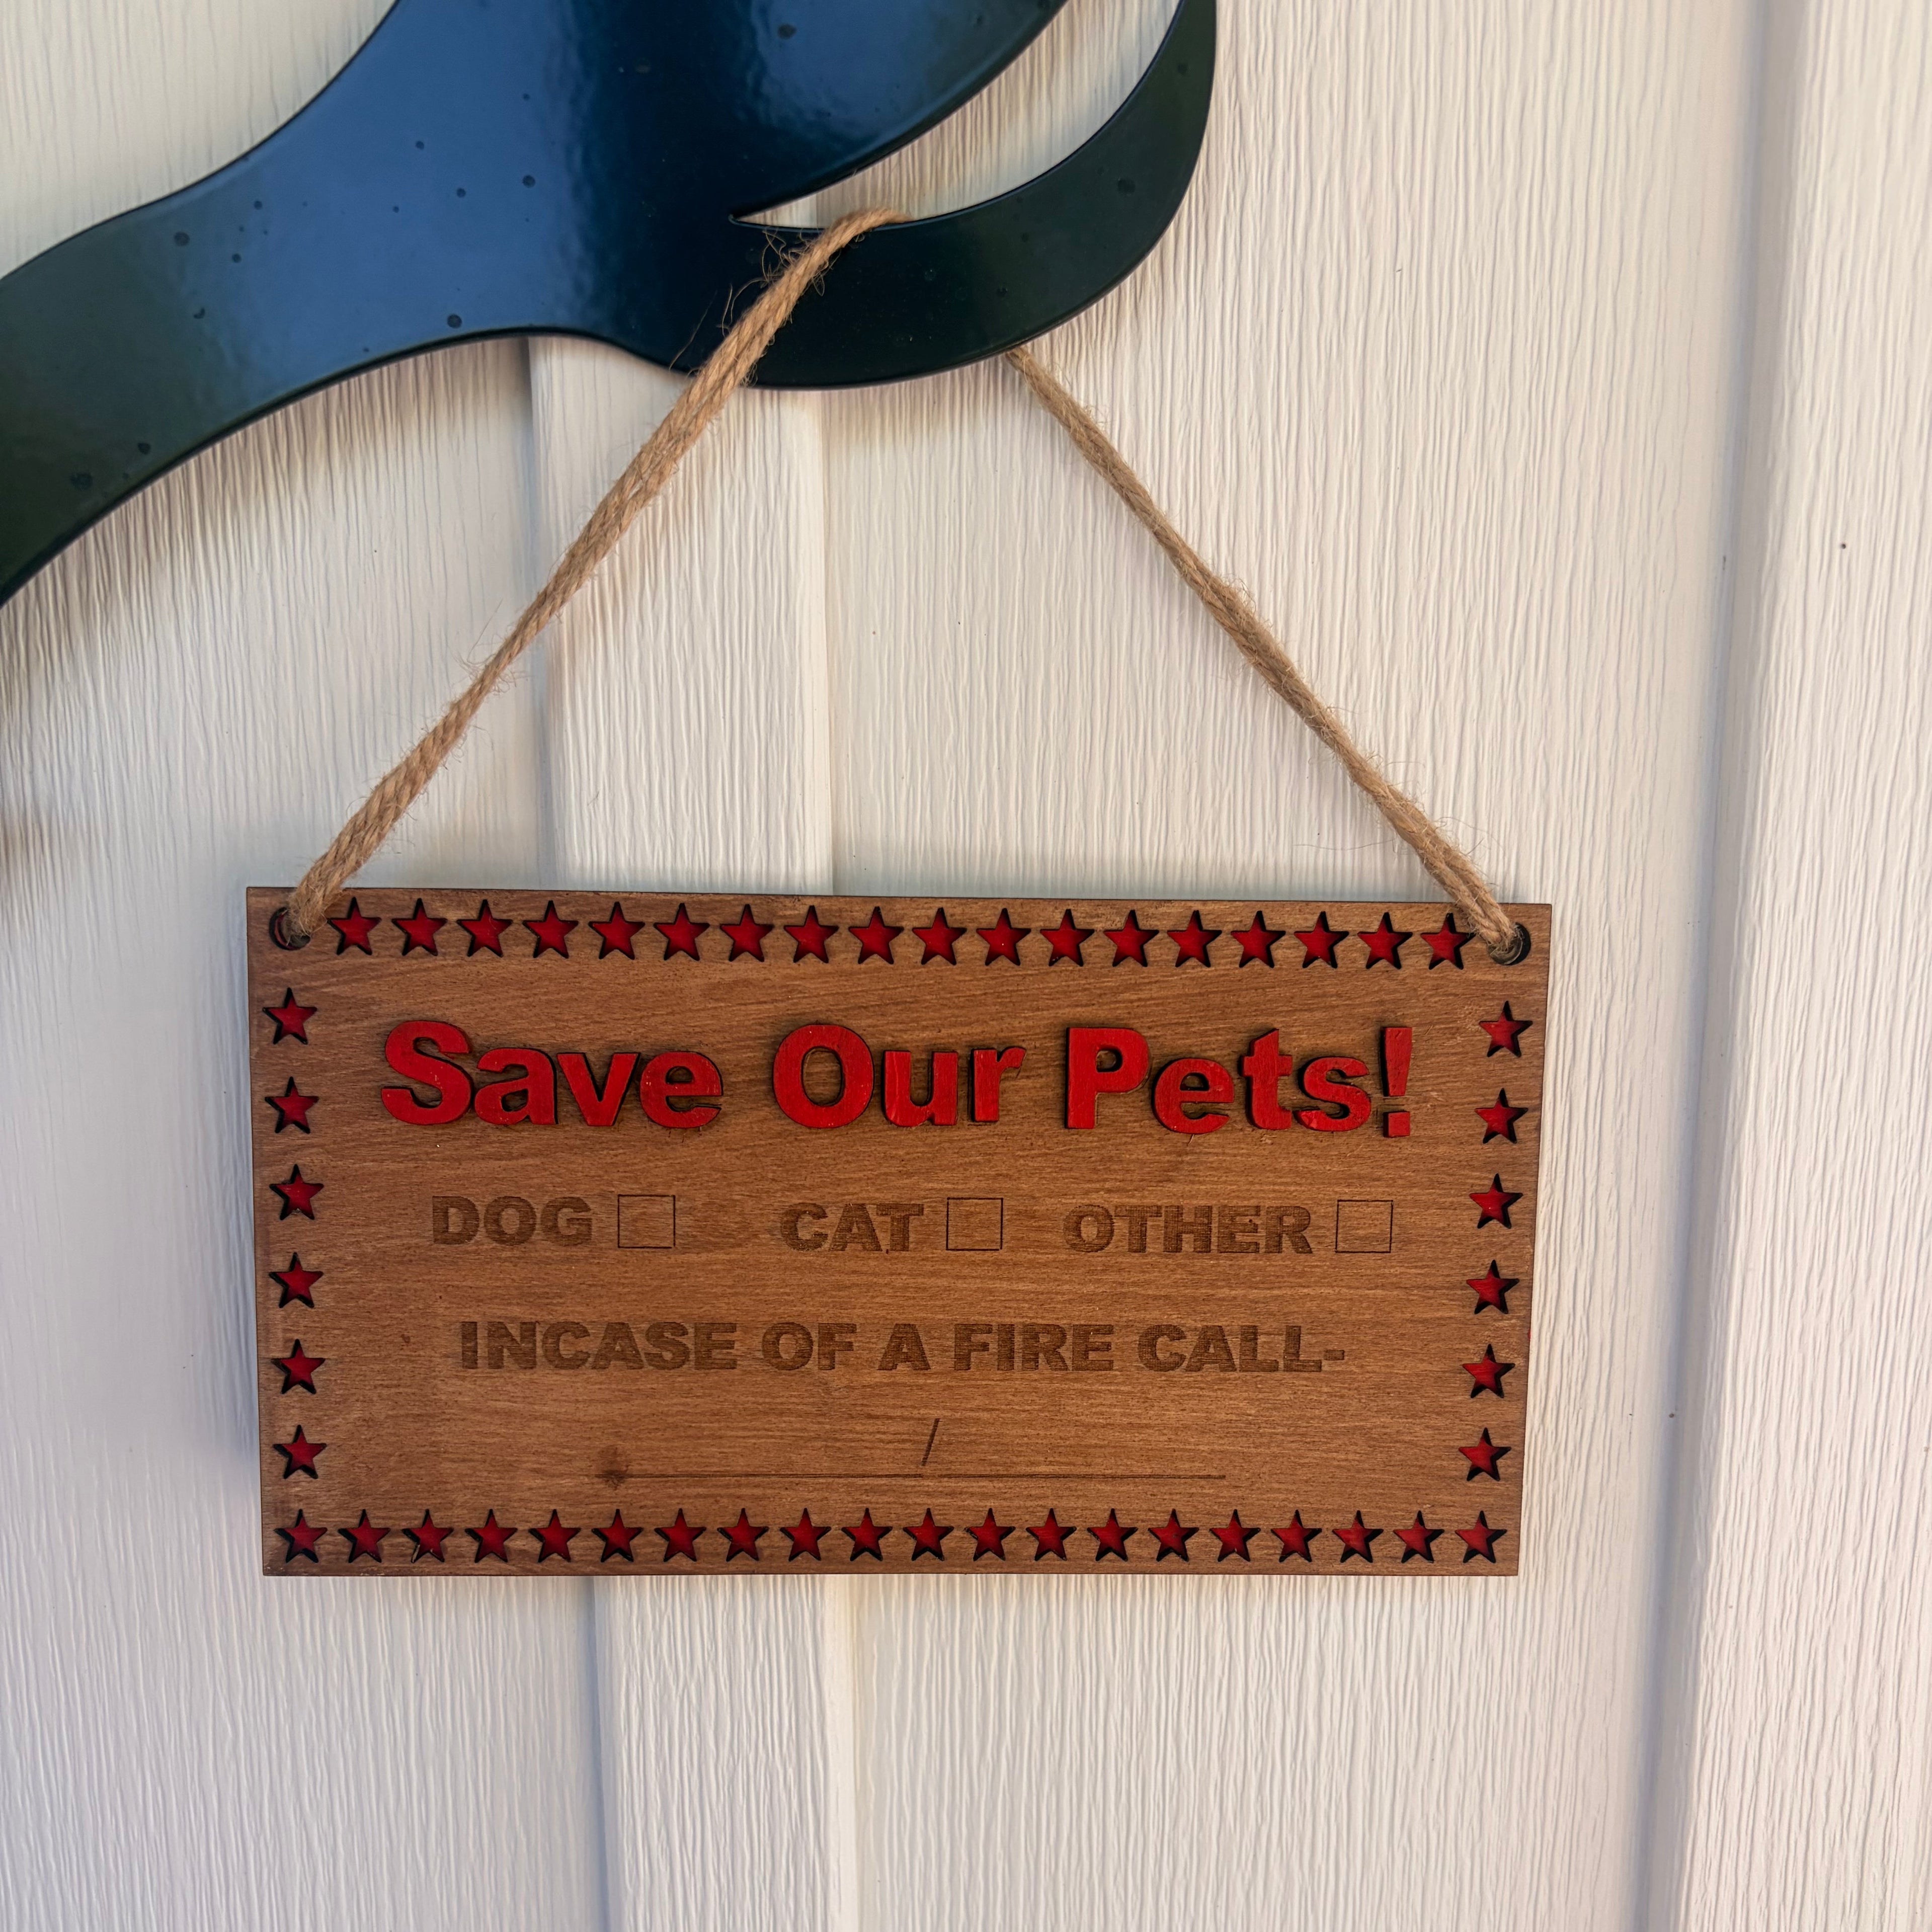 Save Our Pets!
DOG CAT OTHER
INCASE OF A FIRE CALL-
/